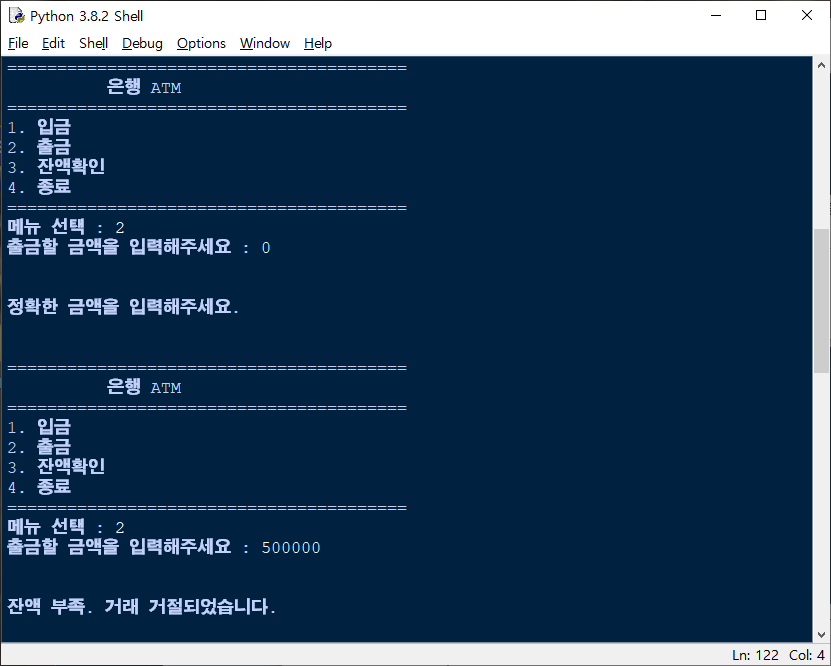 Python 3.8.2 Shell
File Edit Shell Debug Options Window Help
========================================
은행 ATM
========================================
1. 입금
2. 출금
3. 잔액확인
4. 종료
========================================
메뉴 선택 : 2
출금할 금액을 입력해주세요 : 0
정확한 금액을 입력해주세요.
========================================
은행 ATM
========================================
1. 입금
2. 출금
3. 잔액확인
4. 종료
========================================
메뉴 선택 : 2
출금할 금액을 입력해주세요 : 500000
잔액 부족. 거래 거절되었습니다.
Ln: 122 Col: 4